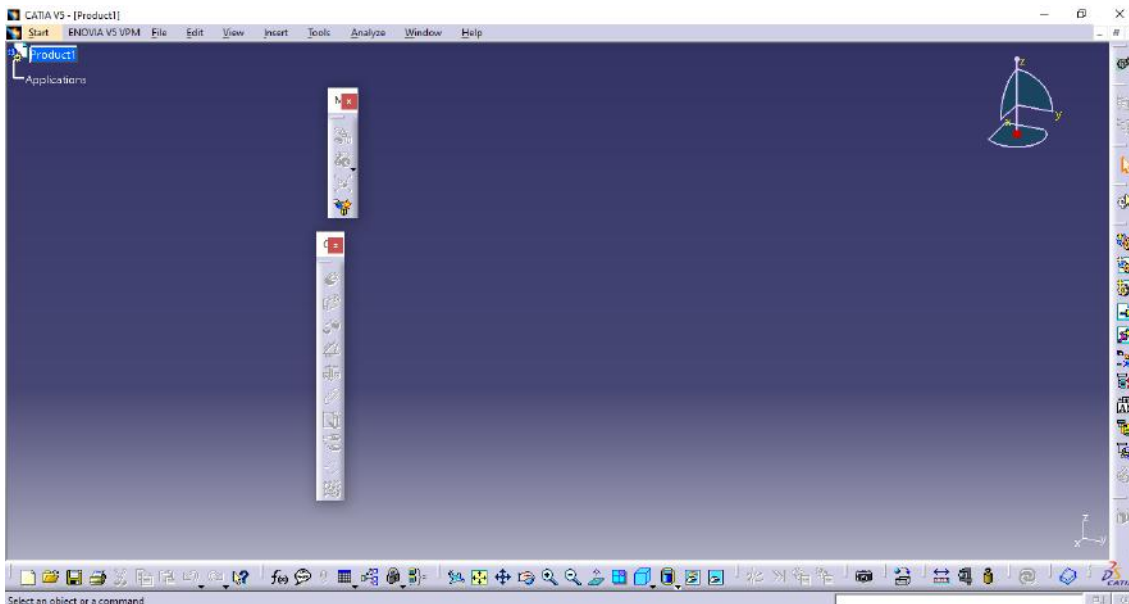 CATIA V5 - [Product1]
Start ENOVIA V5 VPM File Edit View Insert Tools Analyze Window Help
Product1
Applications
z
y
x
z
x y
f(x)
CATIA
Select an object or a command